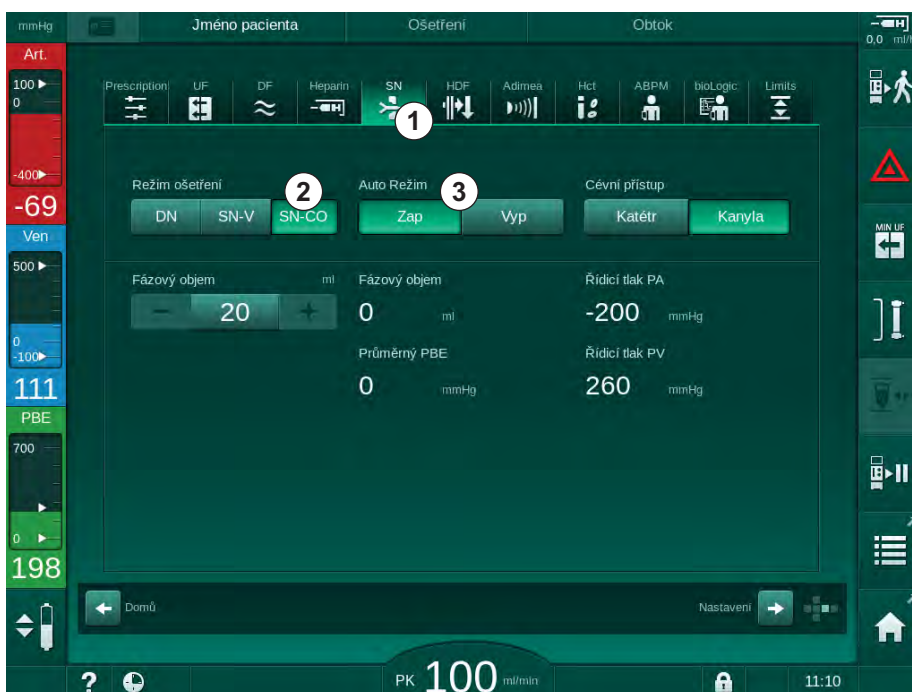 mmHg
Jméno pacienta
Ošetření
Obtok
0,0 ml/h
Art.
100
0
-400
-69
Ven
500
0
-100
111
PBE
700
0
198
Prescription
UF
DF
Heparin
SN
HDF
Adimea
Hct
ABPM
bioLogic
Limits
1
Režim ošetření
2
Auto Režim
3
Cévní přístup
DN
SN-V
SN-CO
Zap
Vyp
Katétr
Kanyla
Fázový objem ml
20
Fázový objem
0 ml
Řídicí tlak PA
-200 mmHg
Průměrný PBE
0 mmHg
Řídicí tlak PV
260 mmHg
MIN UF
Domů
Nastavení
?
PK 100 ml/min
11:10